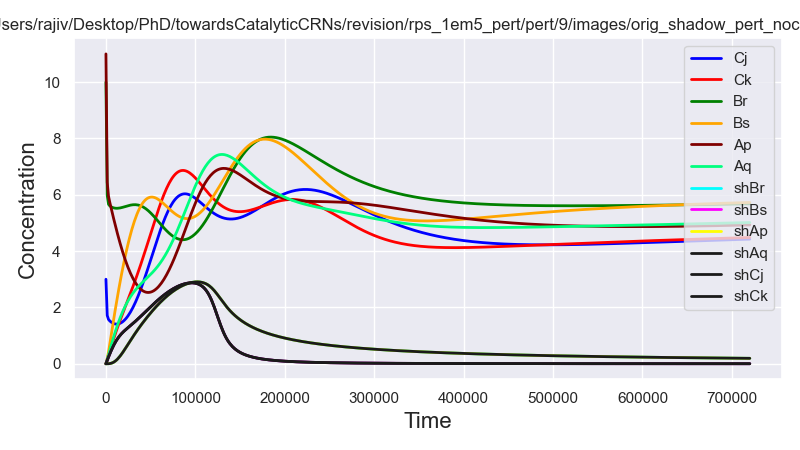 Jsers/rajiv/Desktop/PhD/towardsCatalyticCRNs/revision/rps_1em5_pert/pert/9/images/orig_shadow_pert_noc
Concentration
10
8
6
4
2
0
0 100000 200000 300000 400000 500000 600000 700000
Time
Cj
Ck
Br
Bs
Ap
Aq
shBr
shBs
shAp
shAq
shCj
shCk